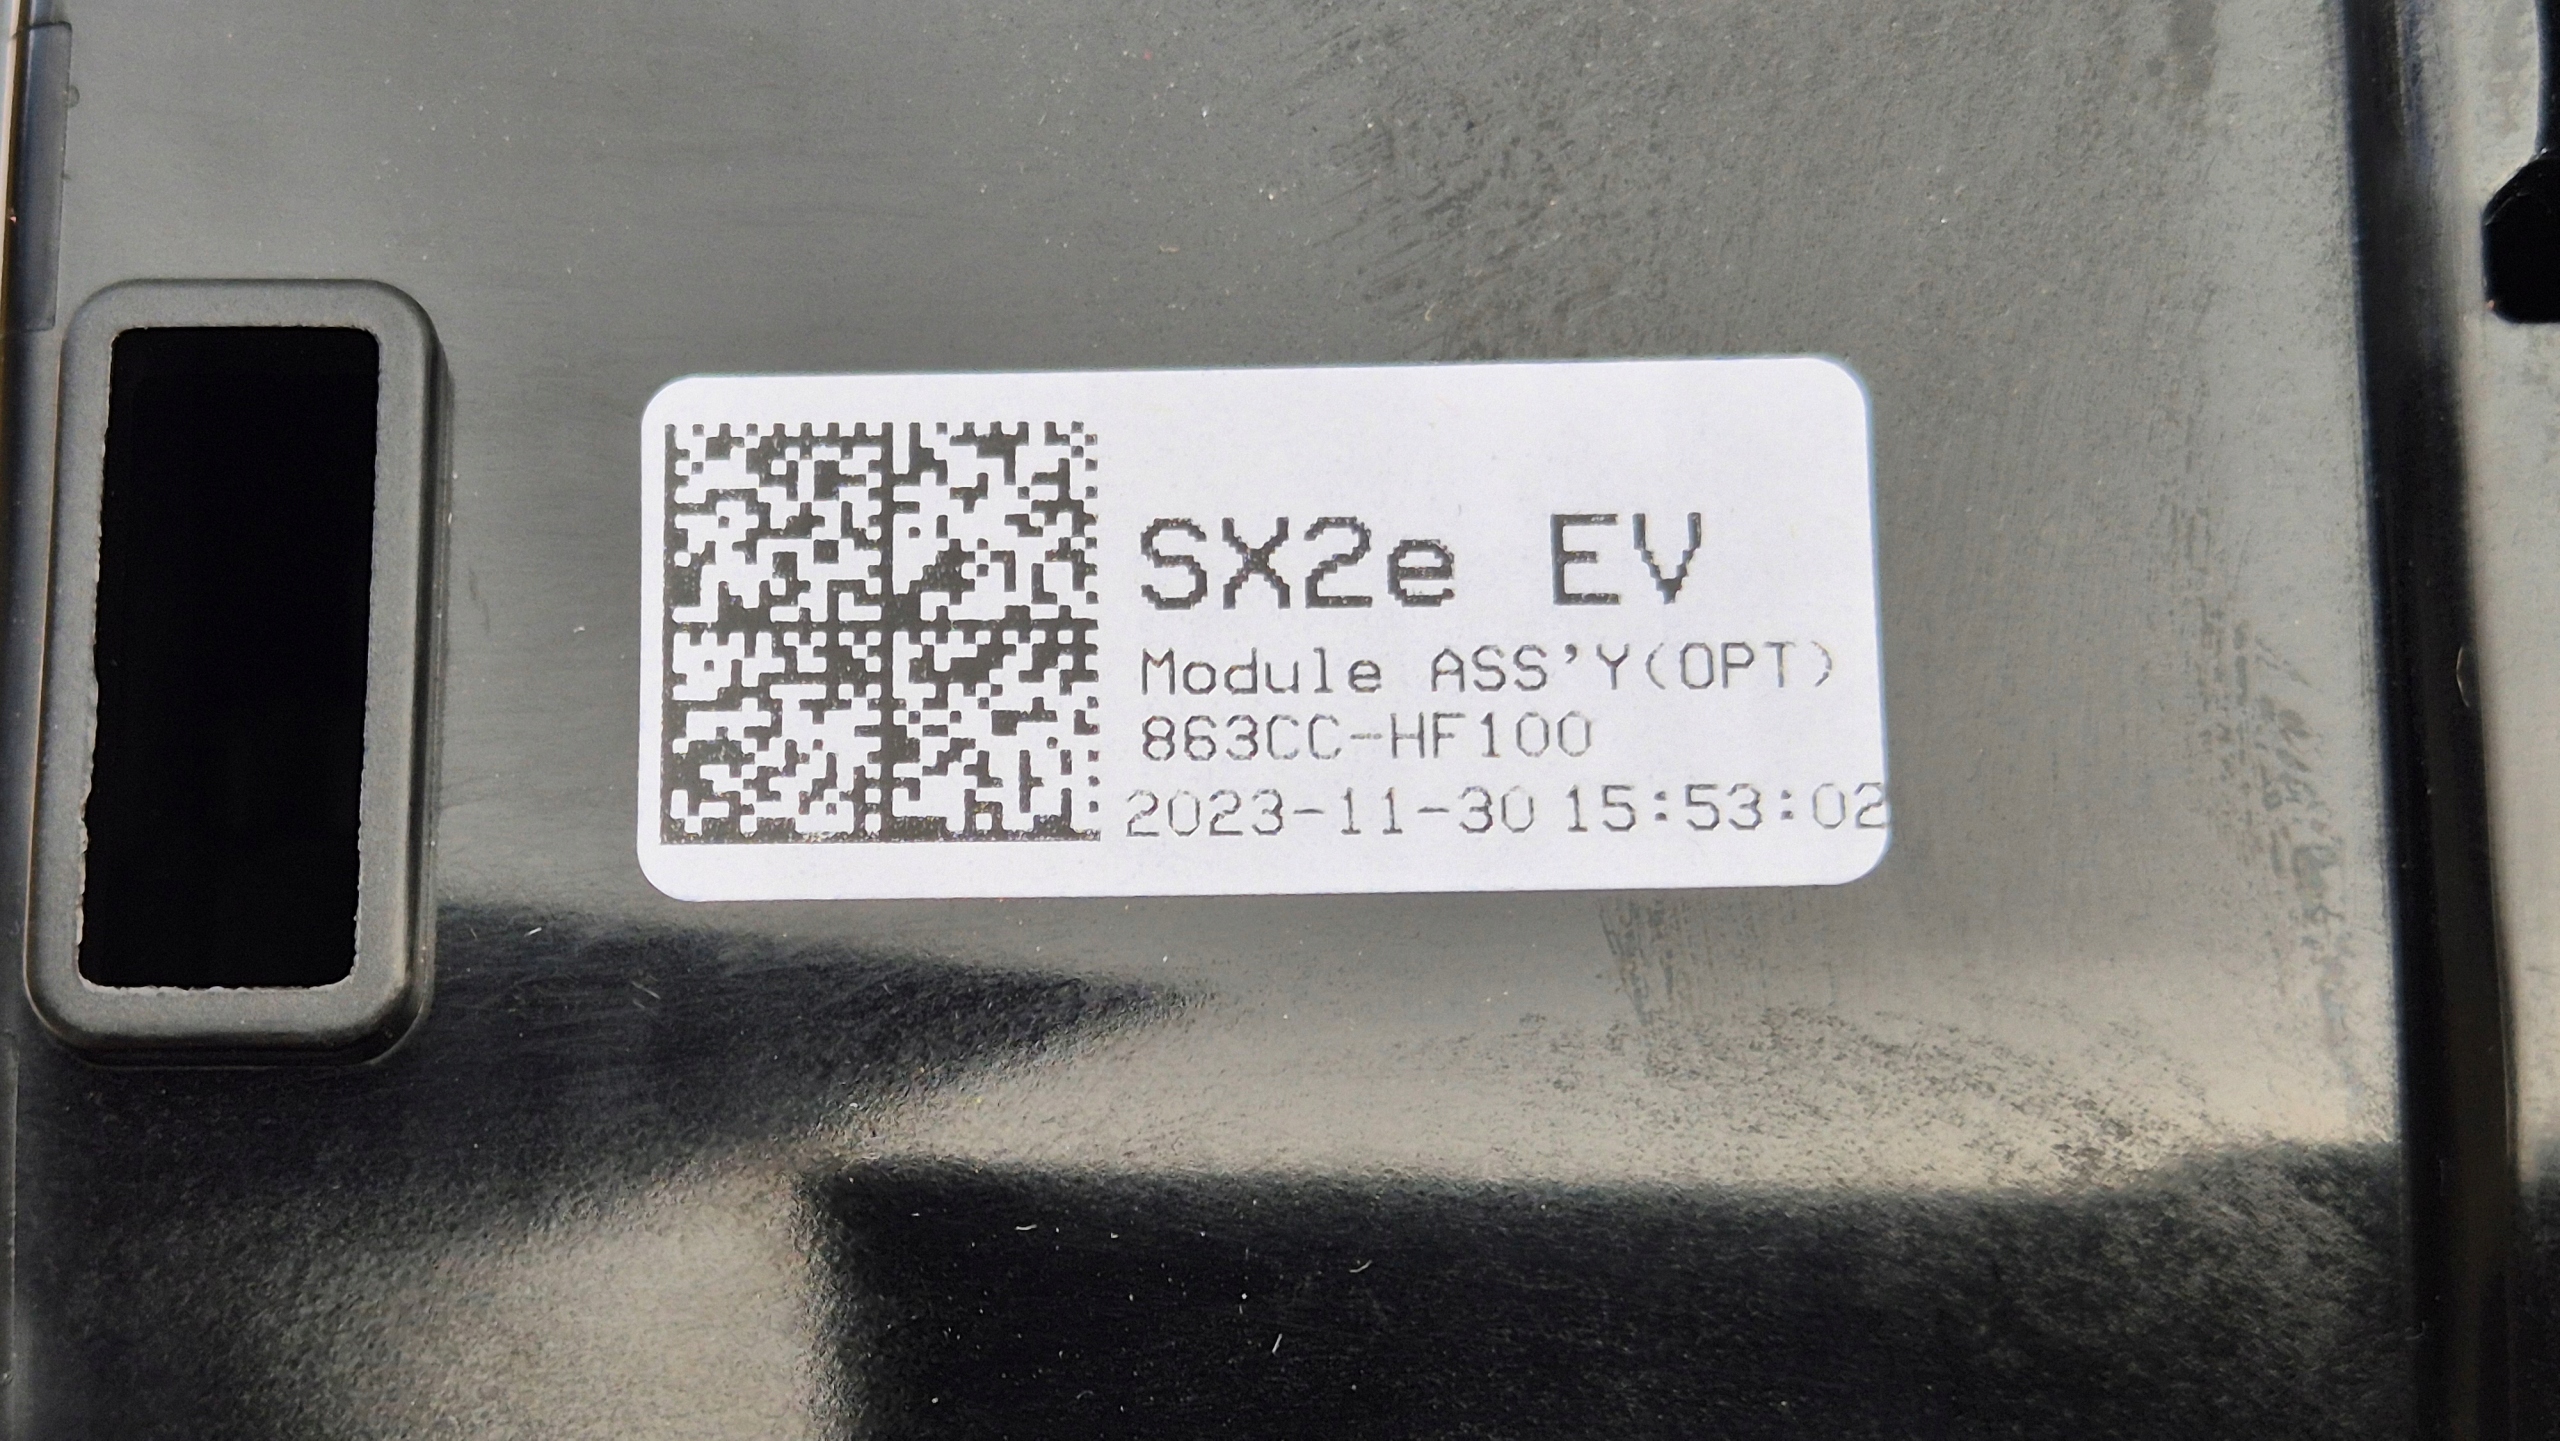 SX2e EV
Module ASS'Y(OPT)
863CC-HF100
2023-11-30 15:53:02